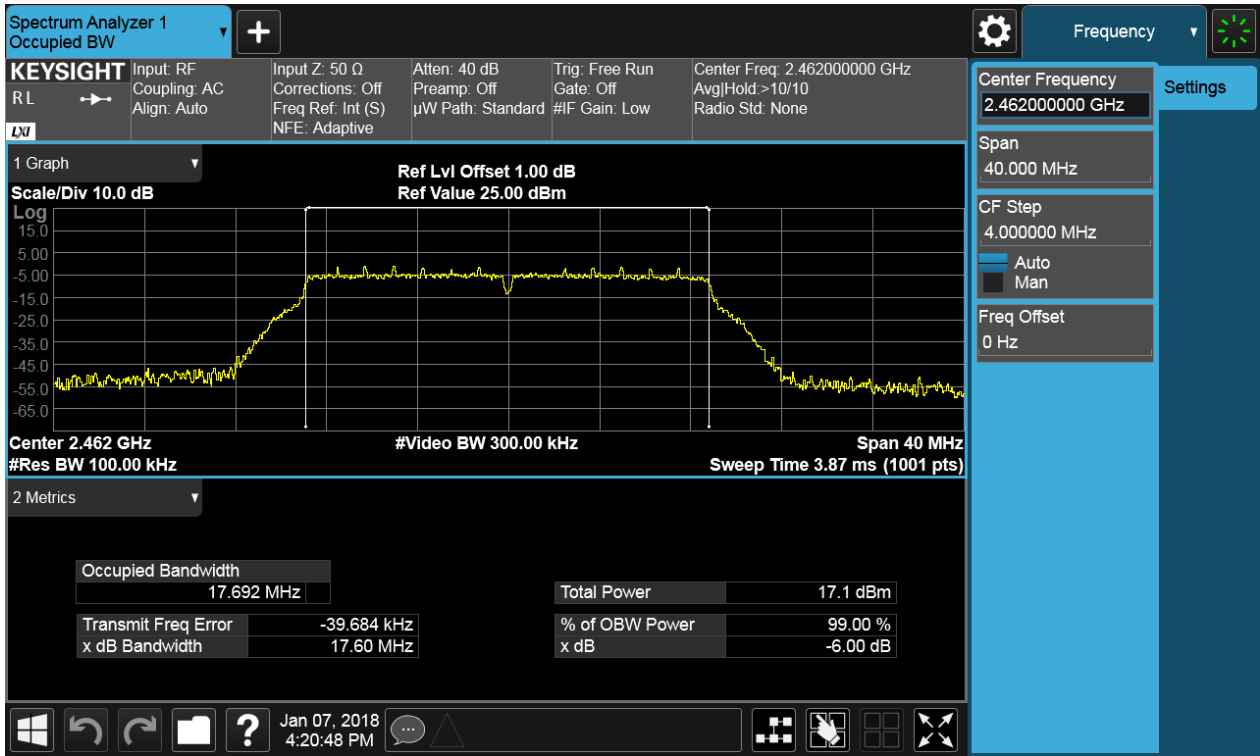 Spectrum Analyzer 1
Occupied BW
Frequency
KEYSIGHT
R L
LXI
Input: RF
Coupling: AC
Align: Auto
Input Z: 50 Ω
Corrections: Off
Freq Ref: Int (S)
NFE: Adaptive
Atten: 40 dB
Preamp: Off
µW Path: Standard
Trig: Free Run
Gate: Off
#IF Gain: Low
Center Freq: 2.462000000 GHz
Avg|Hold:>10/10
Radio Std: None
Center Frequency
2.462000000 GHz
Settings
Span
40.000 MHz
CF Step
4.000000 MHz
Auto
Man
Freq Offset
0 Hz
1 Graph
Scale/Div 10.0 dB
Ref Lvl Offset 1.00 dB
Ref Value 25.00 dBm
Log
15.0
5.00
-5.00
-15.0
-25.0
-35.0
-45.0
-55.0
-65.0
Center 2.462 GHz
#Video BW 300.00 kHz
Span 40 MHz
#Res BW 100.00 kHz
Sweep Time 3.87 ms (1001 pts)
2 Metrics
Occupied Bandwidth
17.692 MHz
Total Power 17.1 dBm
Transmit Freq Error -39.684 kHz
% of OBW Power 99.00 %
x dB Bandwidth 17.60 MHz
x dB -6.00 dB
?
Jan 07, 2018
4:20:48 PM